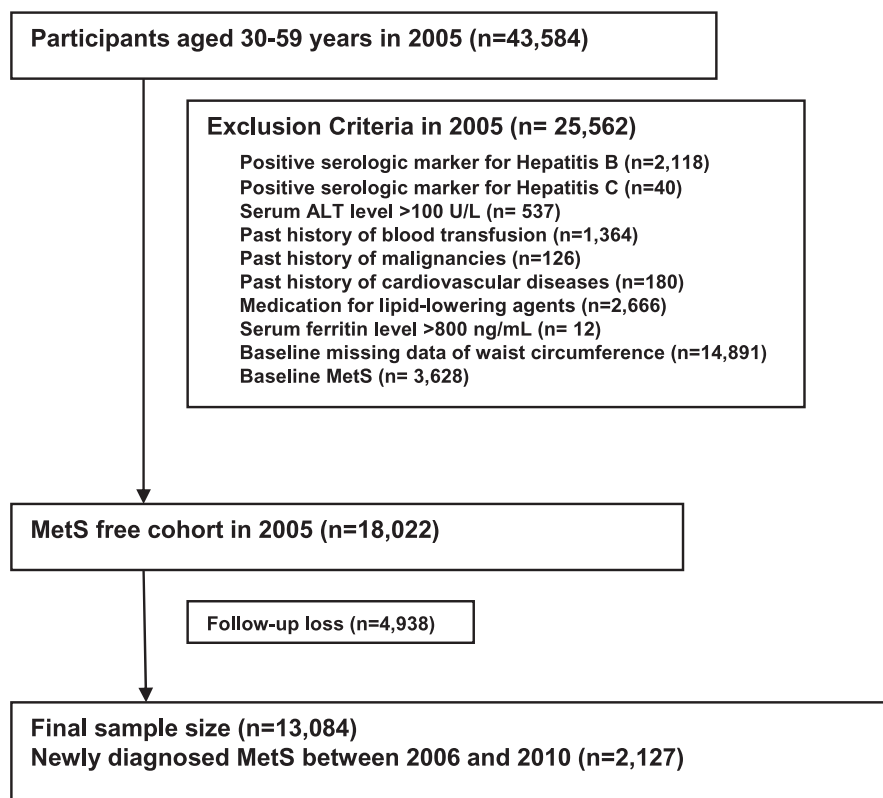 Participants aged 30-59 years in 2005 (n=43,584)
Exclusion Criteria in 2005 (n= 25,562)
Positive serologic marker for Hepatitis B (n=2,118)
Positive serologic marker for Hepatitis C (n=40)
Serum ALT level >100 U/L (n= 537)
Past history of blood transfusion (n=1,364)
Past history of malignancies (n=126)
Past history of cardiovascular diseases (n=180)
Medication for lipid-lowering agents (n=2,666)
Serum ferritin level >800 ng/mL (n= 12)
Baseline missing data of waist circumference (n=14,891)
Baseline MetS (n= 3,628)
MetS free cohort in 2005 (n=18,022)
Follow-up loss (n=4,938)
Final sample size (n=13,084)
Newly diagnosed MetS between 2006 and 2010 (n=2,127)